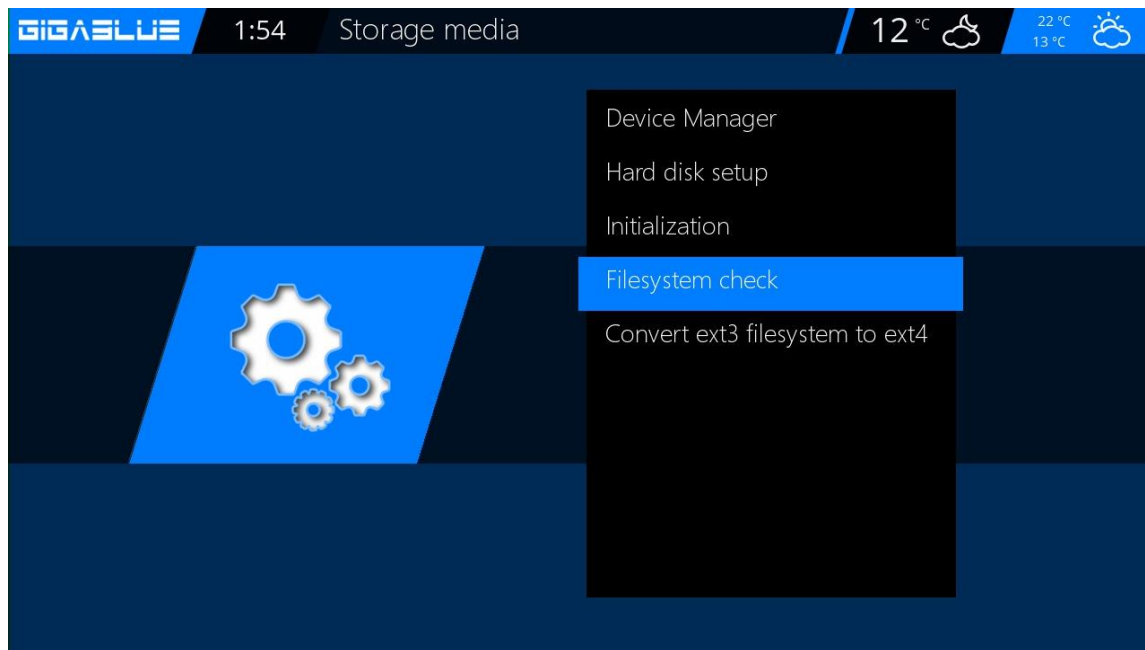 GIGABLUE 1:54 Storage media 12 °C 22 °C
13 °C
Device Manager
Hard disk setup
Initialization
Filesystem check
Convert ext3 filesystem to ext4